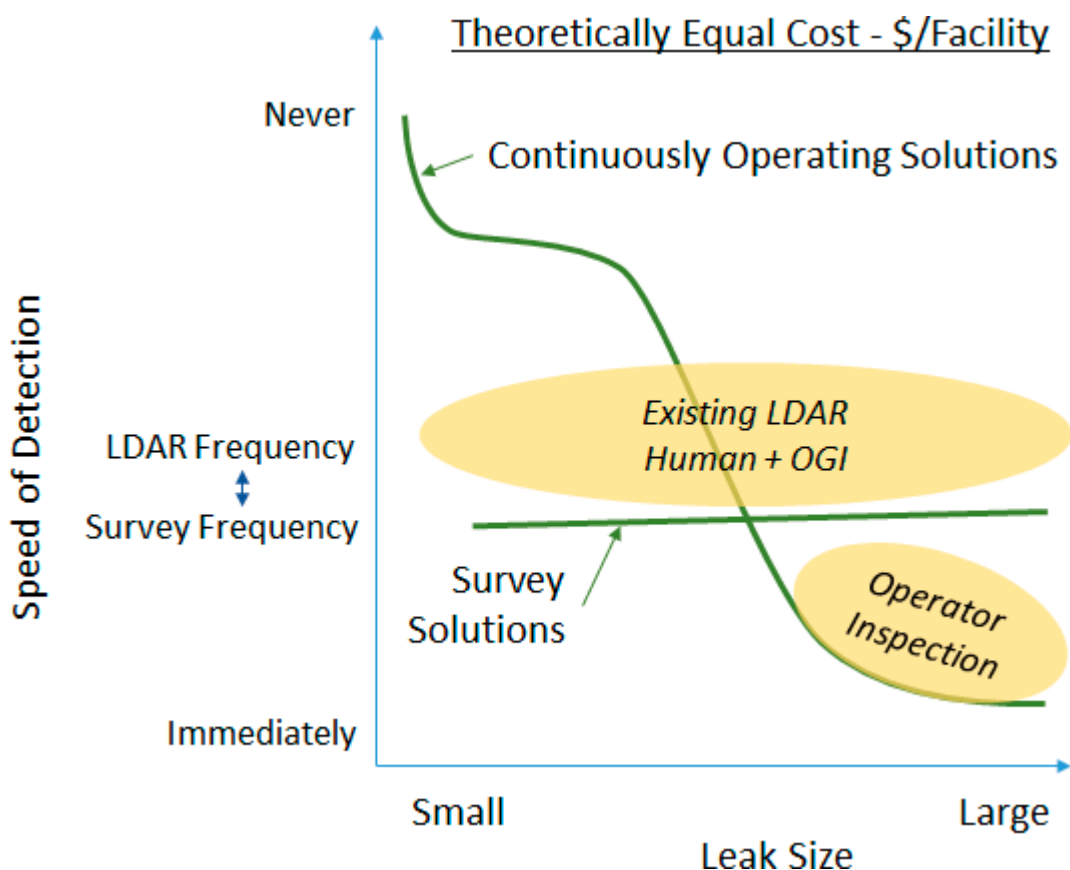 Theoretically Equal Cost - $/Facility
Never
Continuously Operating Solutions
Speed of Detection
Existing LDAR
Human + OGI
LDAR Frequency
Survey Frequency
Survey
Solutions
Operator
Inspection
Immediately
Small
Large
Leak Size